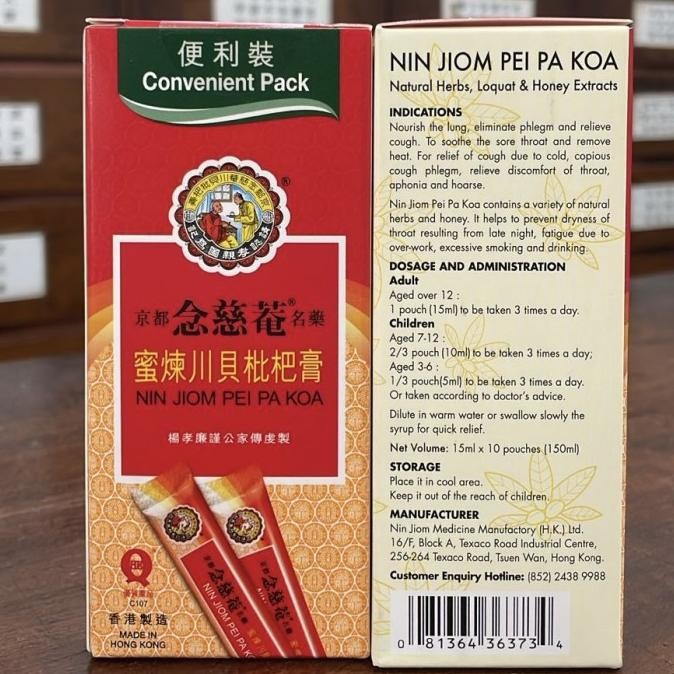 便利裝
Convenient Pack
®
京都念慈菴®名藥
蜜煉川貝枇杷膏
NIN JIOM PEI PA KOA
楊孝廉謹公家傳虔製
京都
念慈菴
NIN JIOM PEI PA K
C107
香港製造
MADE IN
HONG KONG
NIN JIOM PEI PA KOA
Natural Herbs, Loquat & Honey Extracts
INDICATIONS
Nourish the lung, eliminate phlegm and relieve
cough. To soothe the sore throat and remove
heat. For relief of cough due to cold, copious
cough phlegm, relieve discomfort of throat,
aphonia and hoarse.
Nin Jiom Pei Pa Koa contains a variety of natural
herbs and honey. It helps to prevent dryness of
throat resulting from late night, fatigue due to
over-work, excessive smoking and drinking.
DOSAGE AND ADMINISTRATION
Adult
Aged over 12 :
1 pouch (15ml) to be taken 3 times a day.
Children
Aged 7-12 :
2/3 pouch (10ml) to be taken 3 times a day;
Aged 3-6 :
1/3 pouch(5ml) to be taken 3 times a day.
Or taken according to doctor's advice.
Dilute in warm water or swallow slowly the
syrup for quick relief.
Net Volume: 15ml x 10 pouches (150ml)
STORAGE
Place it in cool area.
Keep it out of the reach of children.
MANUFACTURER
Nin Jiom Medicine Manufactory (H.K.) Ltd.
16/F, Block A, Texaco Road Industrial Centre,
256-264 Texaco Road, Tsuen Wan, Hong Kong.
Customer Enquiry Hotline: (852) 2438 9988
0 81364 36373 4